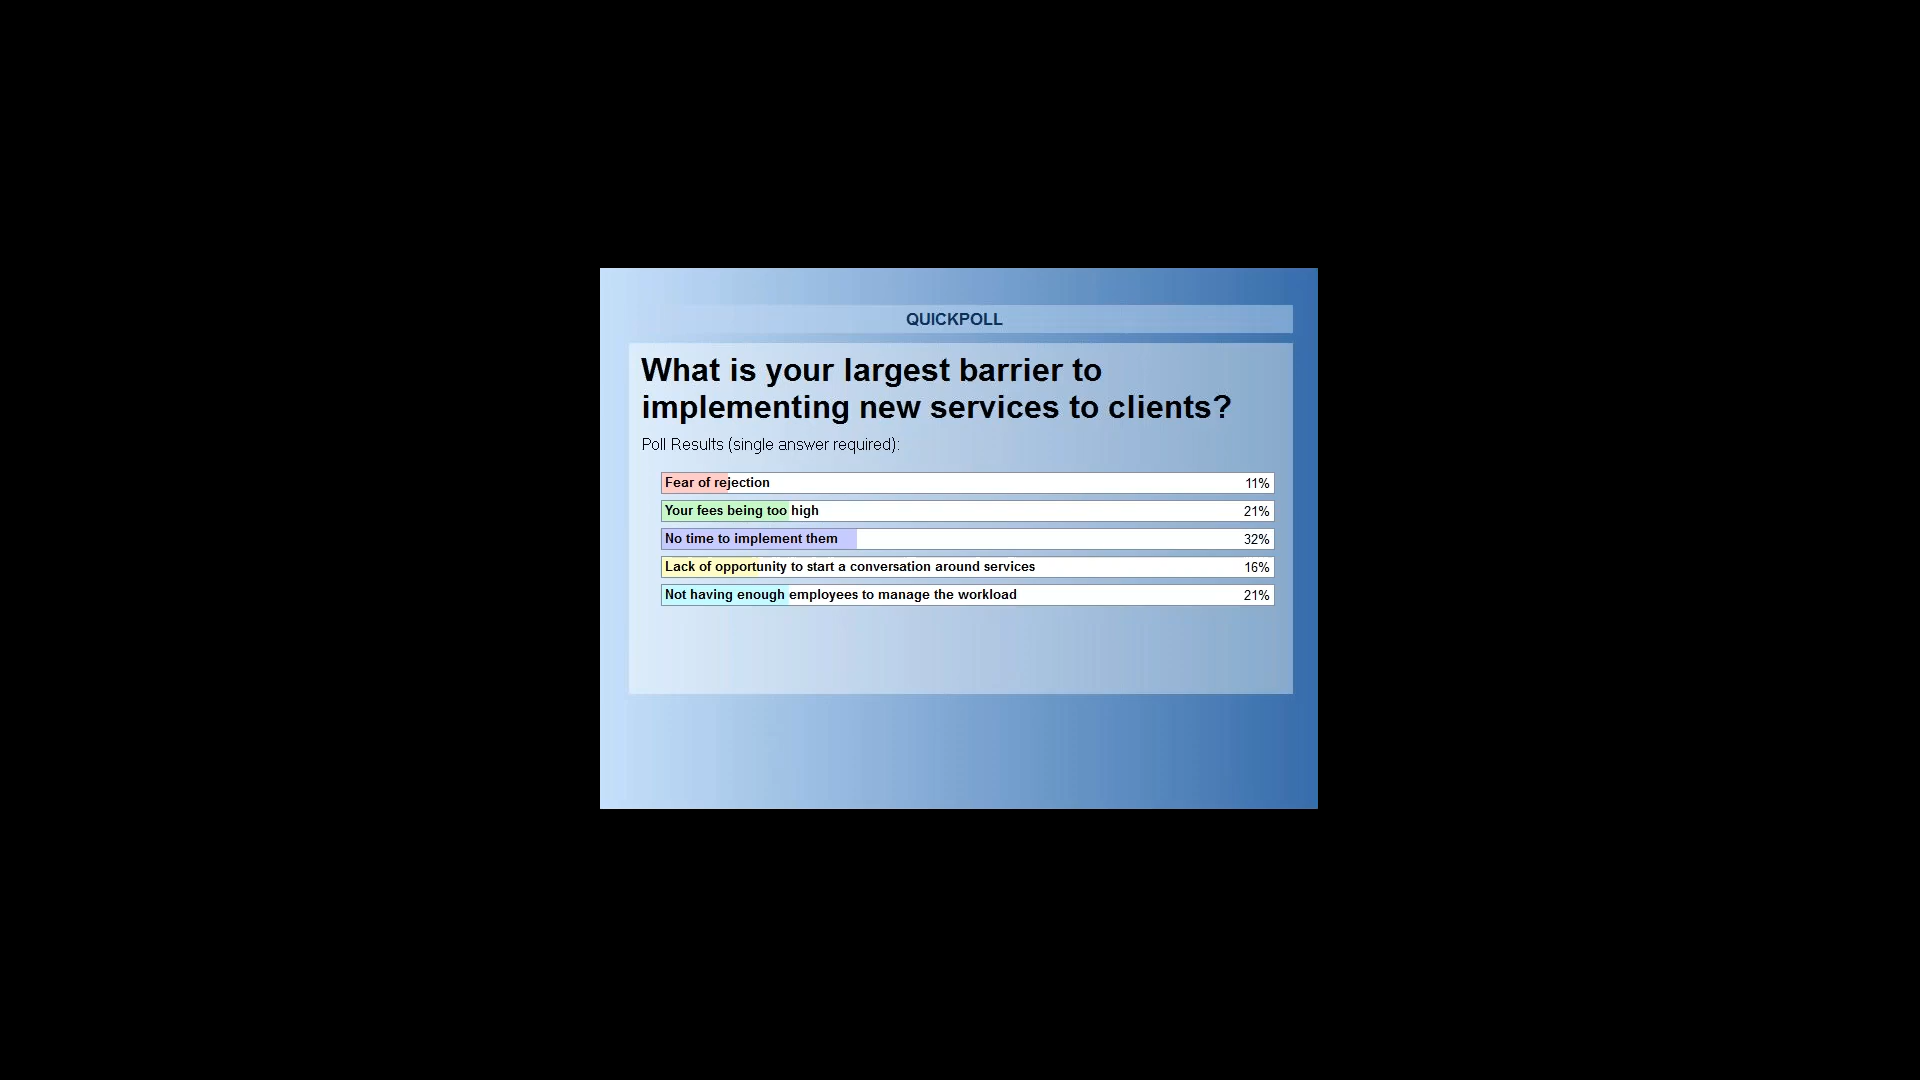 QUICKPOLL
What is your largest barrier to
implementing new services to clients?
Poll Results (single answer required):
Fear of rejection 11%
Your fees being too high 21%
No time to implement them 32%
Lack of opportunity to start a conversation around services 16%
Not having enough employees to manage the workload 21%